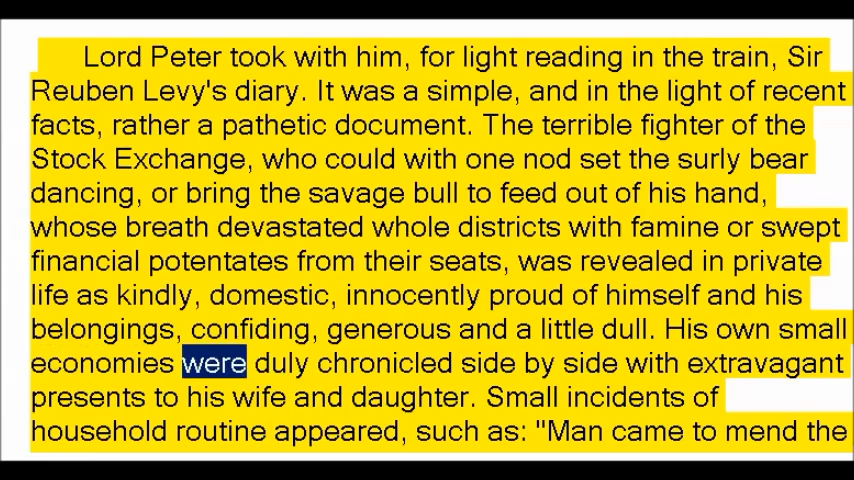 Lord Peter took with him, for light reading in the train, Sir
Reuben Levy's diary. It was a simple, and in the light of recent
facts, rather a pathetic document. The terrible fighter of the
Stock Exchange, who could with one nod set the surly bear
dancing, or bring the savage bull to feed out of his hand,
whose breath devastated whole districts with famine or swept
financial potentates from their seats, was revealed in private
life as kindly, domestic, innocently proud of himself and his
belongings, confiding, generous and a little dull. His own small
economies were duly chronicled side by side with extravagant
presents to his wife and daughter. Small incidents of
household routine appeared, such as: "Man came to mend the